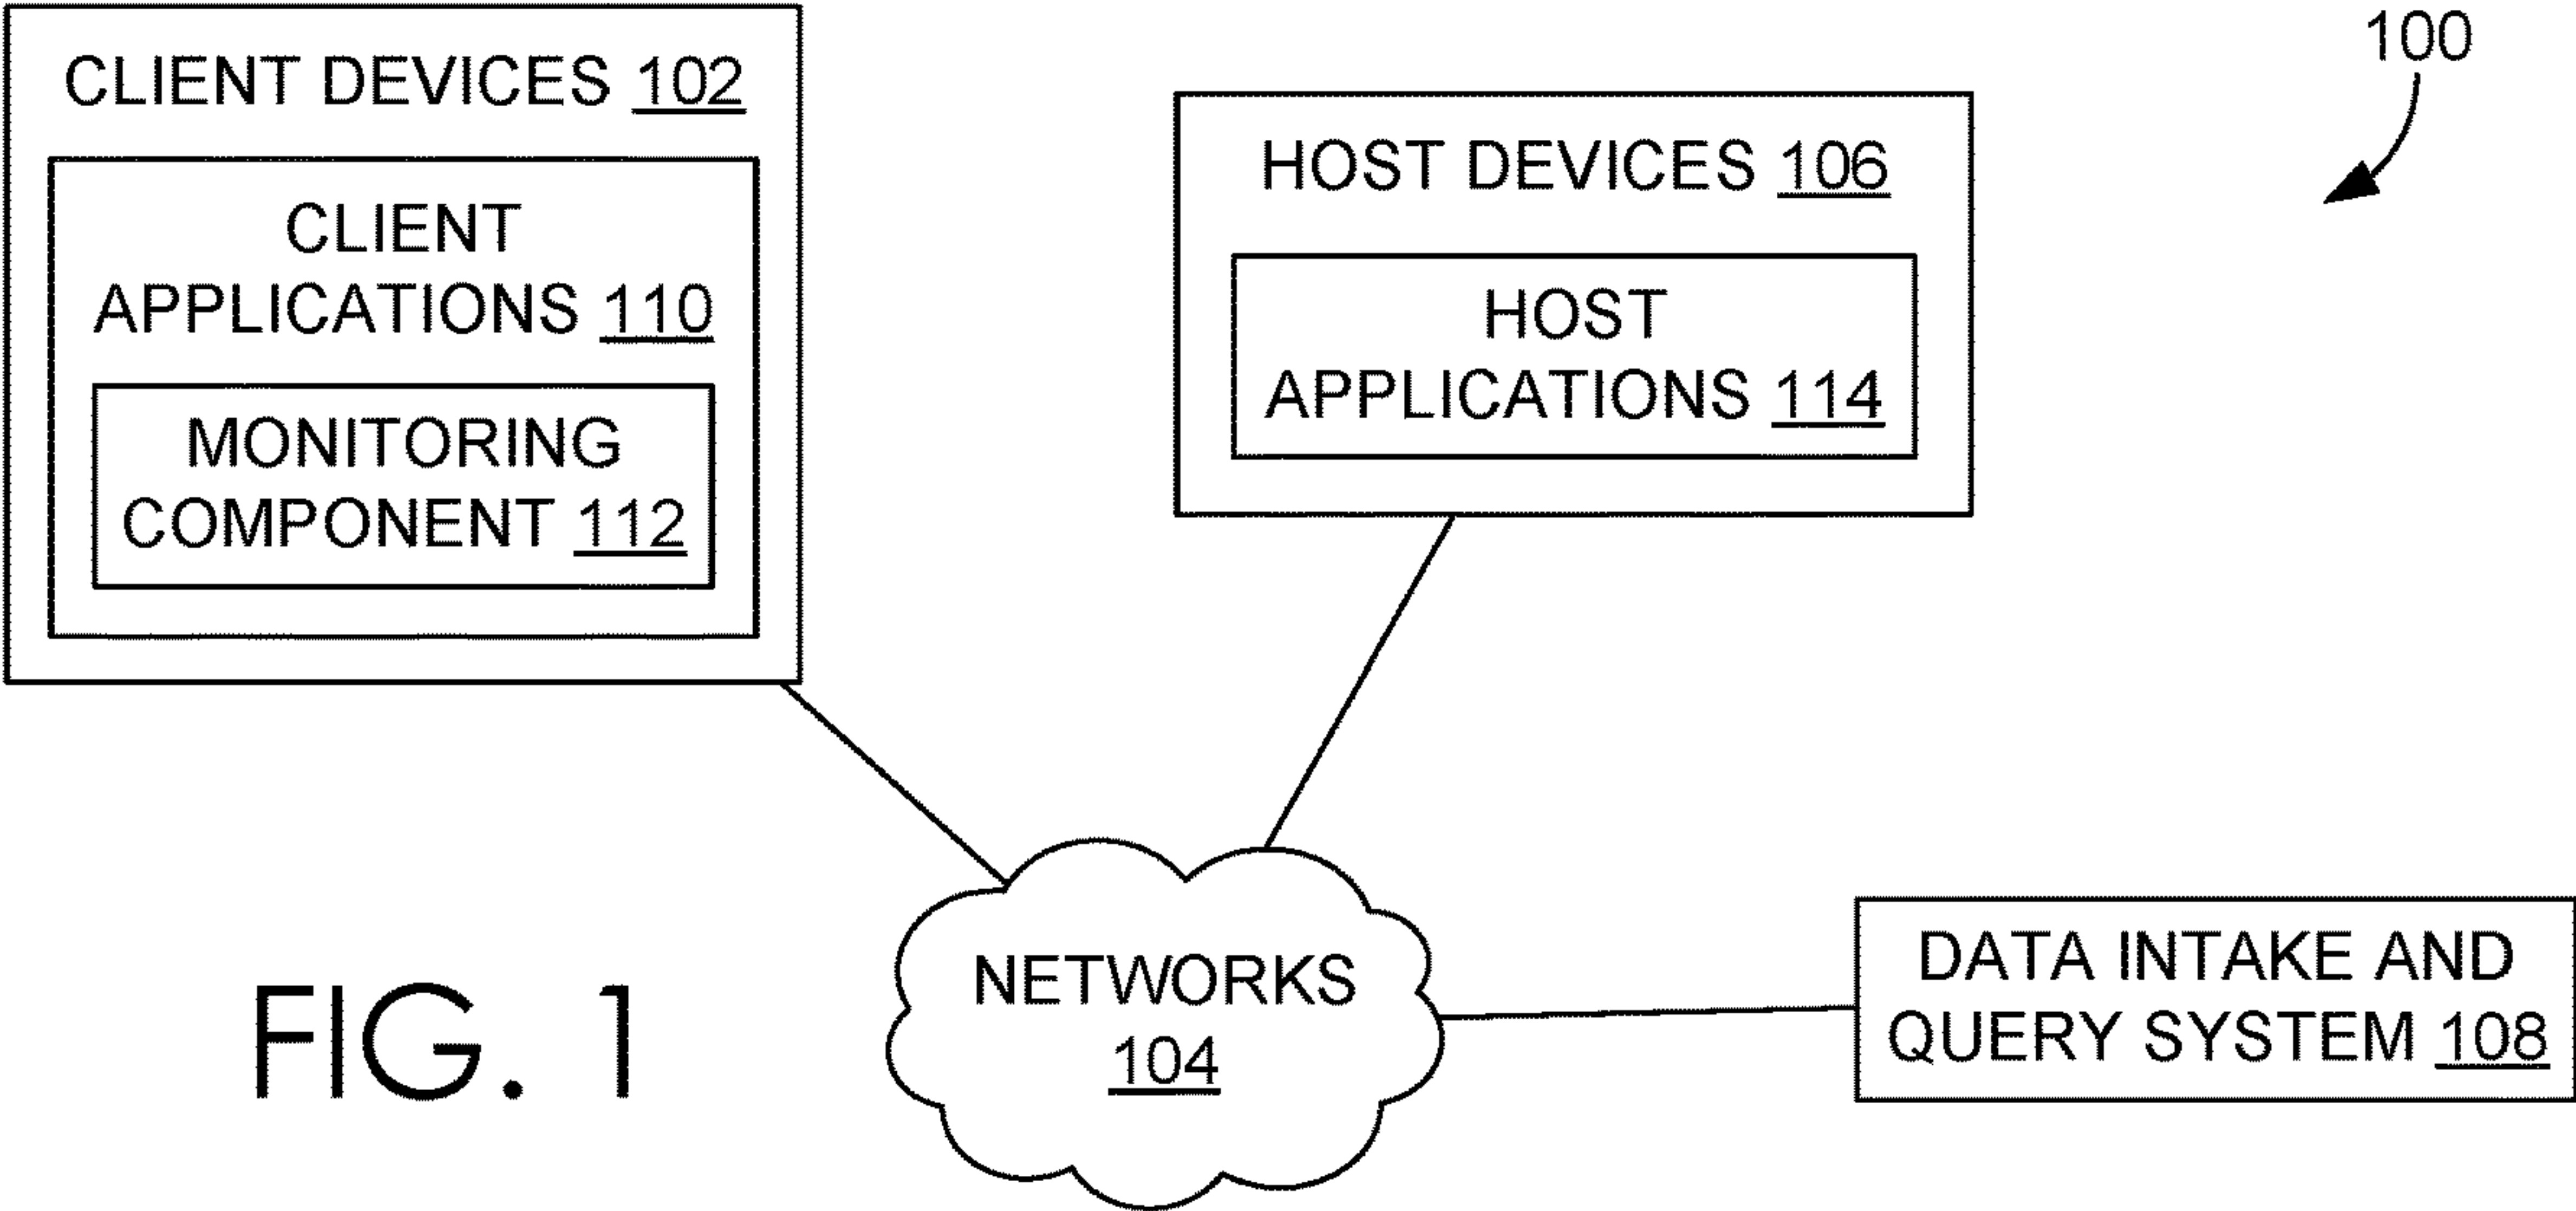 100
CLIENT DEVICES 102
CLIENT
APPLICATIONS 110
MONITORING
COMPONENT 112
HOST DEVICES 106
HOST
APPLICATIONS 114
NETWORKS
104
DATA INTAKE AND
QUERY SYSTEM 108
FIG. 1